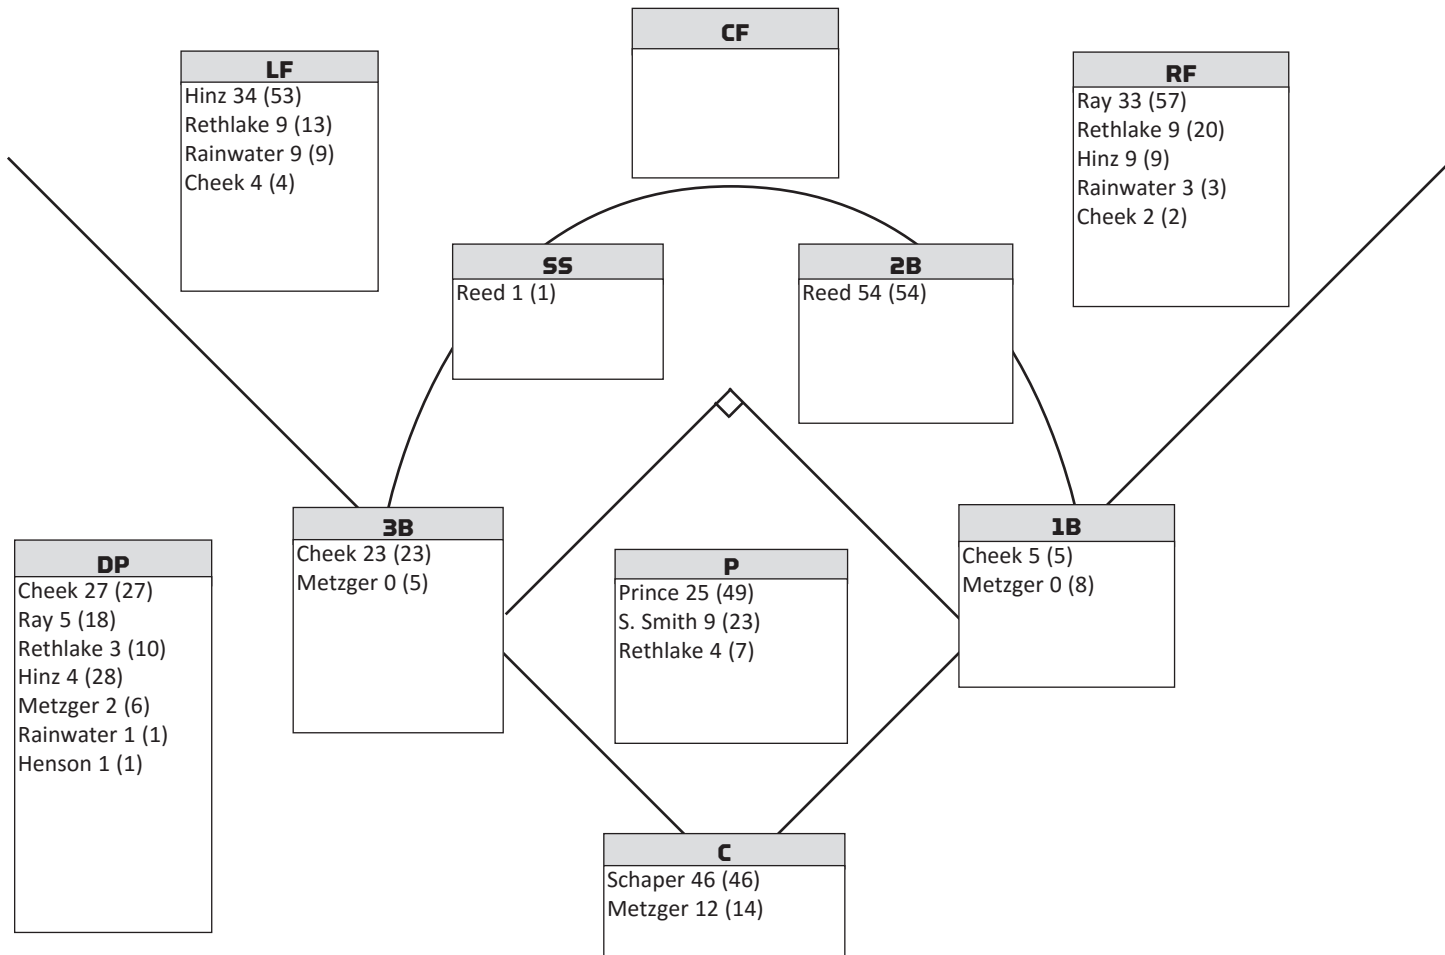 CF
LF
Hinz 34 (53)
Rethlake 9 (13)
Rainwater 9 (9)
Cheek 4 (4)
RF
Ray 33 (57)
Rethlake 9 (20)
Hinz 9 (9)
Rainwater 3 (3)
Cheek 2 (2)
SS
Reed 1 (1)
2B
Reed 54 (54)
3B
Cheek 23 (23)
Metzger 0 (5)
1B
Cheek 5 (5)
Metzger 0 (8)
DP
Cheek 27 (27)
Ray 5 (18)
Rethlake 3 (10)
Hinz 4 (28)
Metzger 2 (6)
Rainwater 1 (1)
Henson 1 (1)
P
Prince 25 (49)
S. Smith 9 (23)
Rethlake 4 (7)
C
Schaper 46 (46)
Metzger 12 (14)